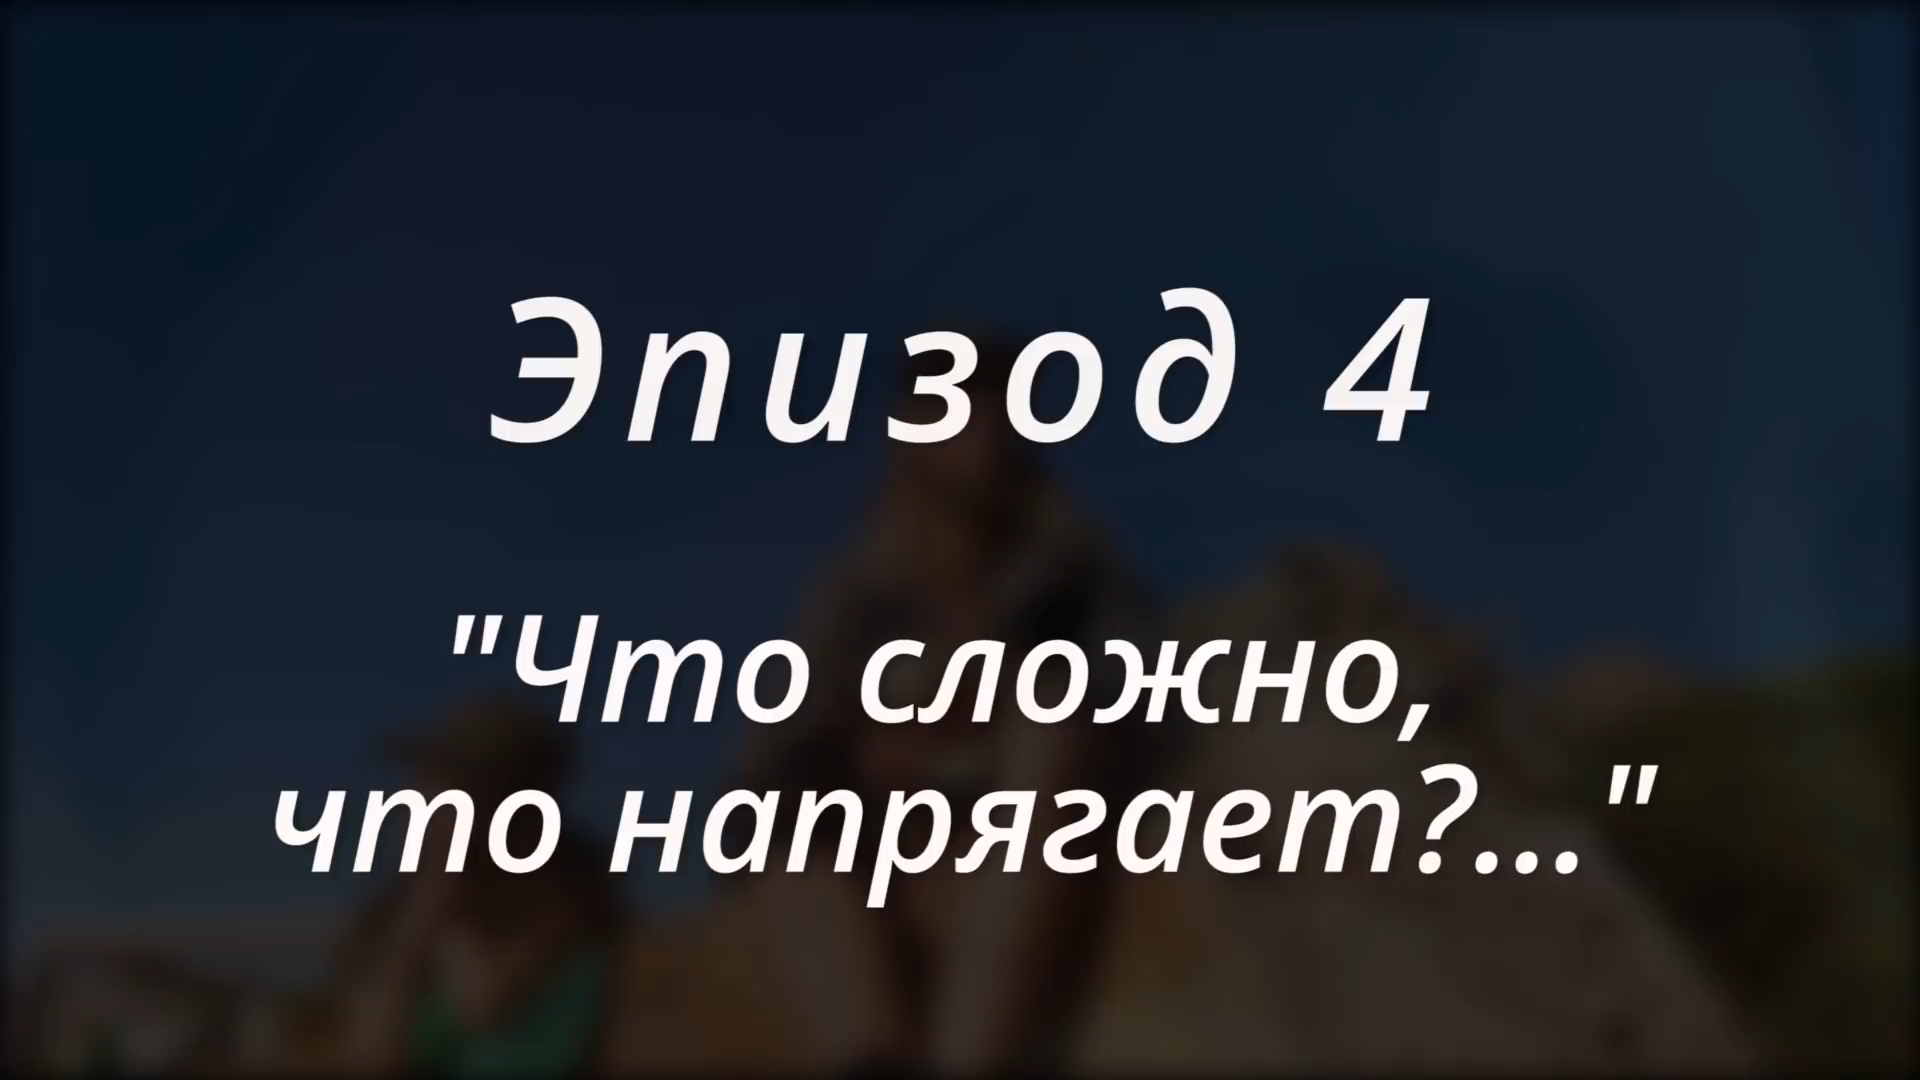 Эпизод 4
"Что сложно,
что напрягает?..."